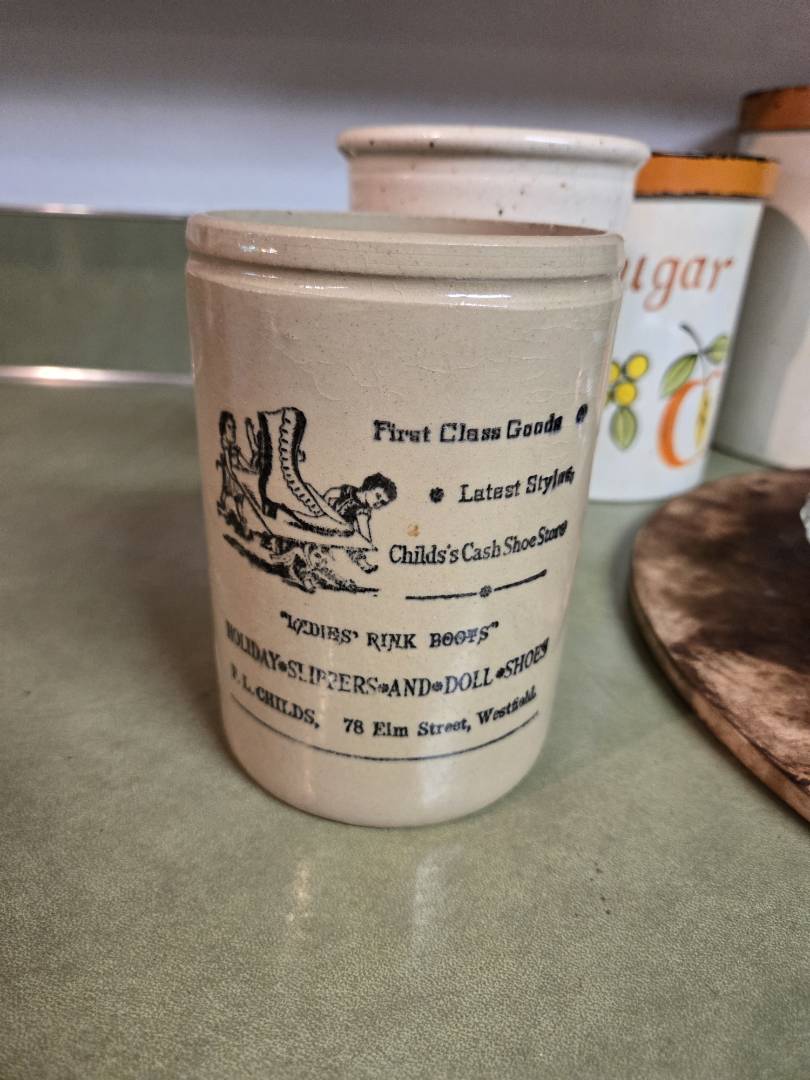 First Class Goods
Latest Styles,
Childs's Cash Shoe Store
"LADIES' RINK BOOTS"
HOLIDAY•SLIPPERS•AND•DOLL•SHOES
F. L. CHILDS, 78 Elm Street, Westfield.
ugar